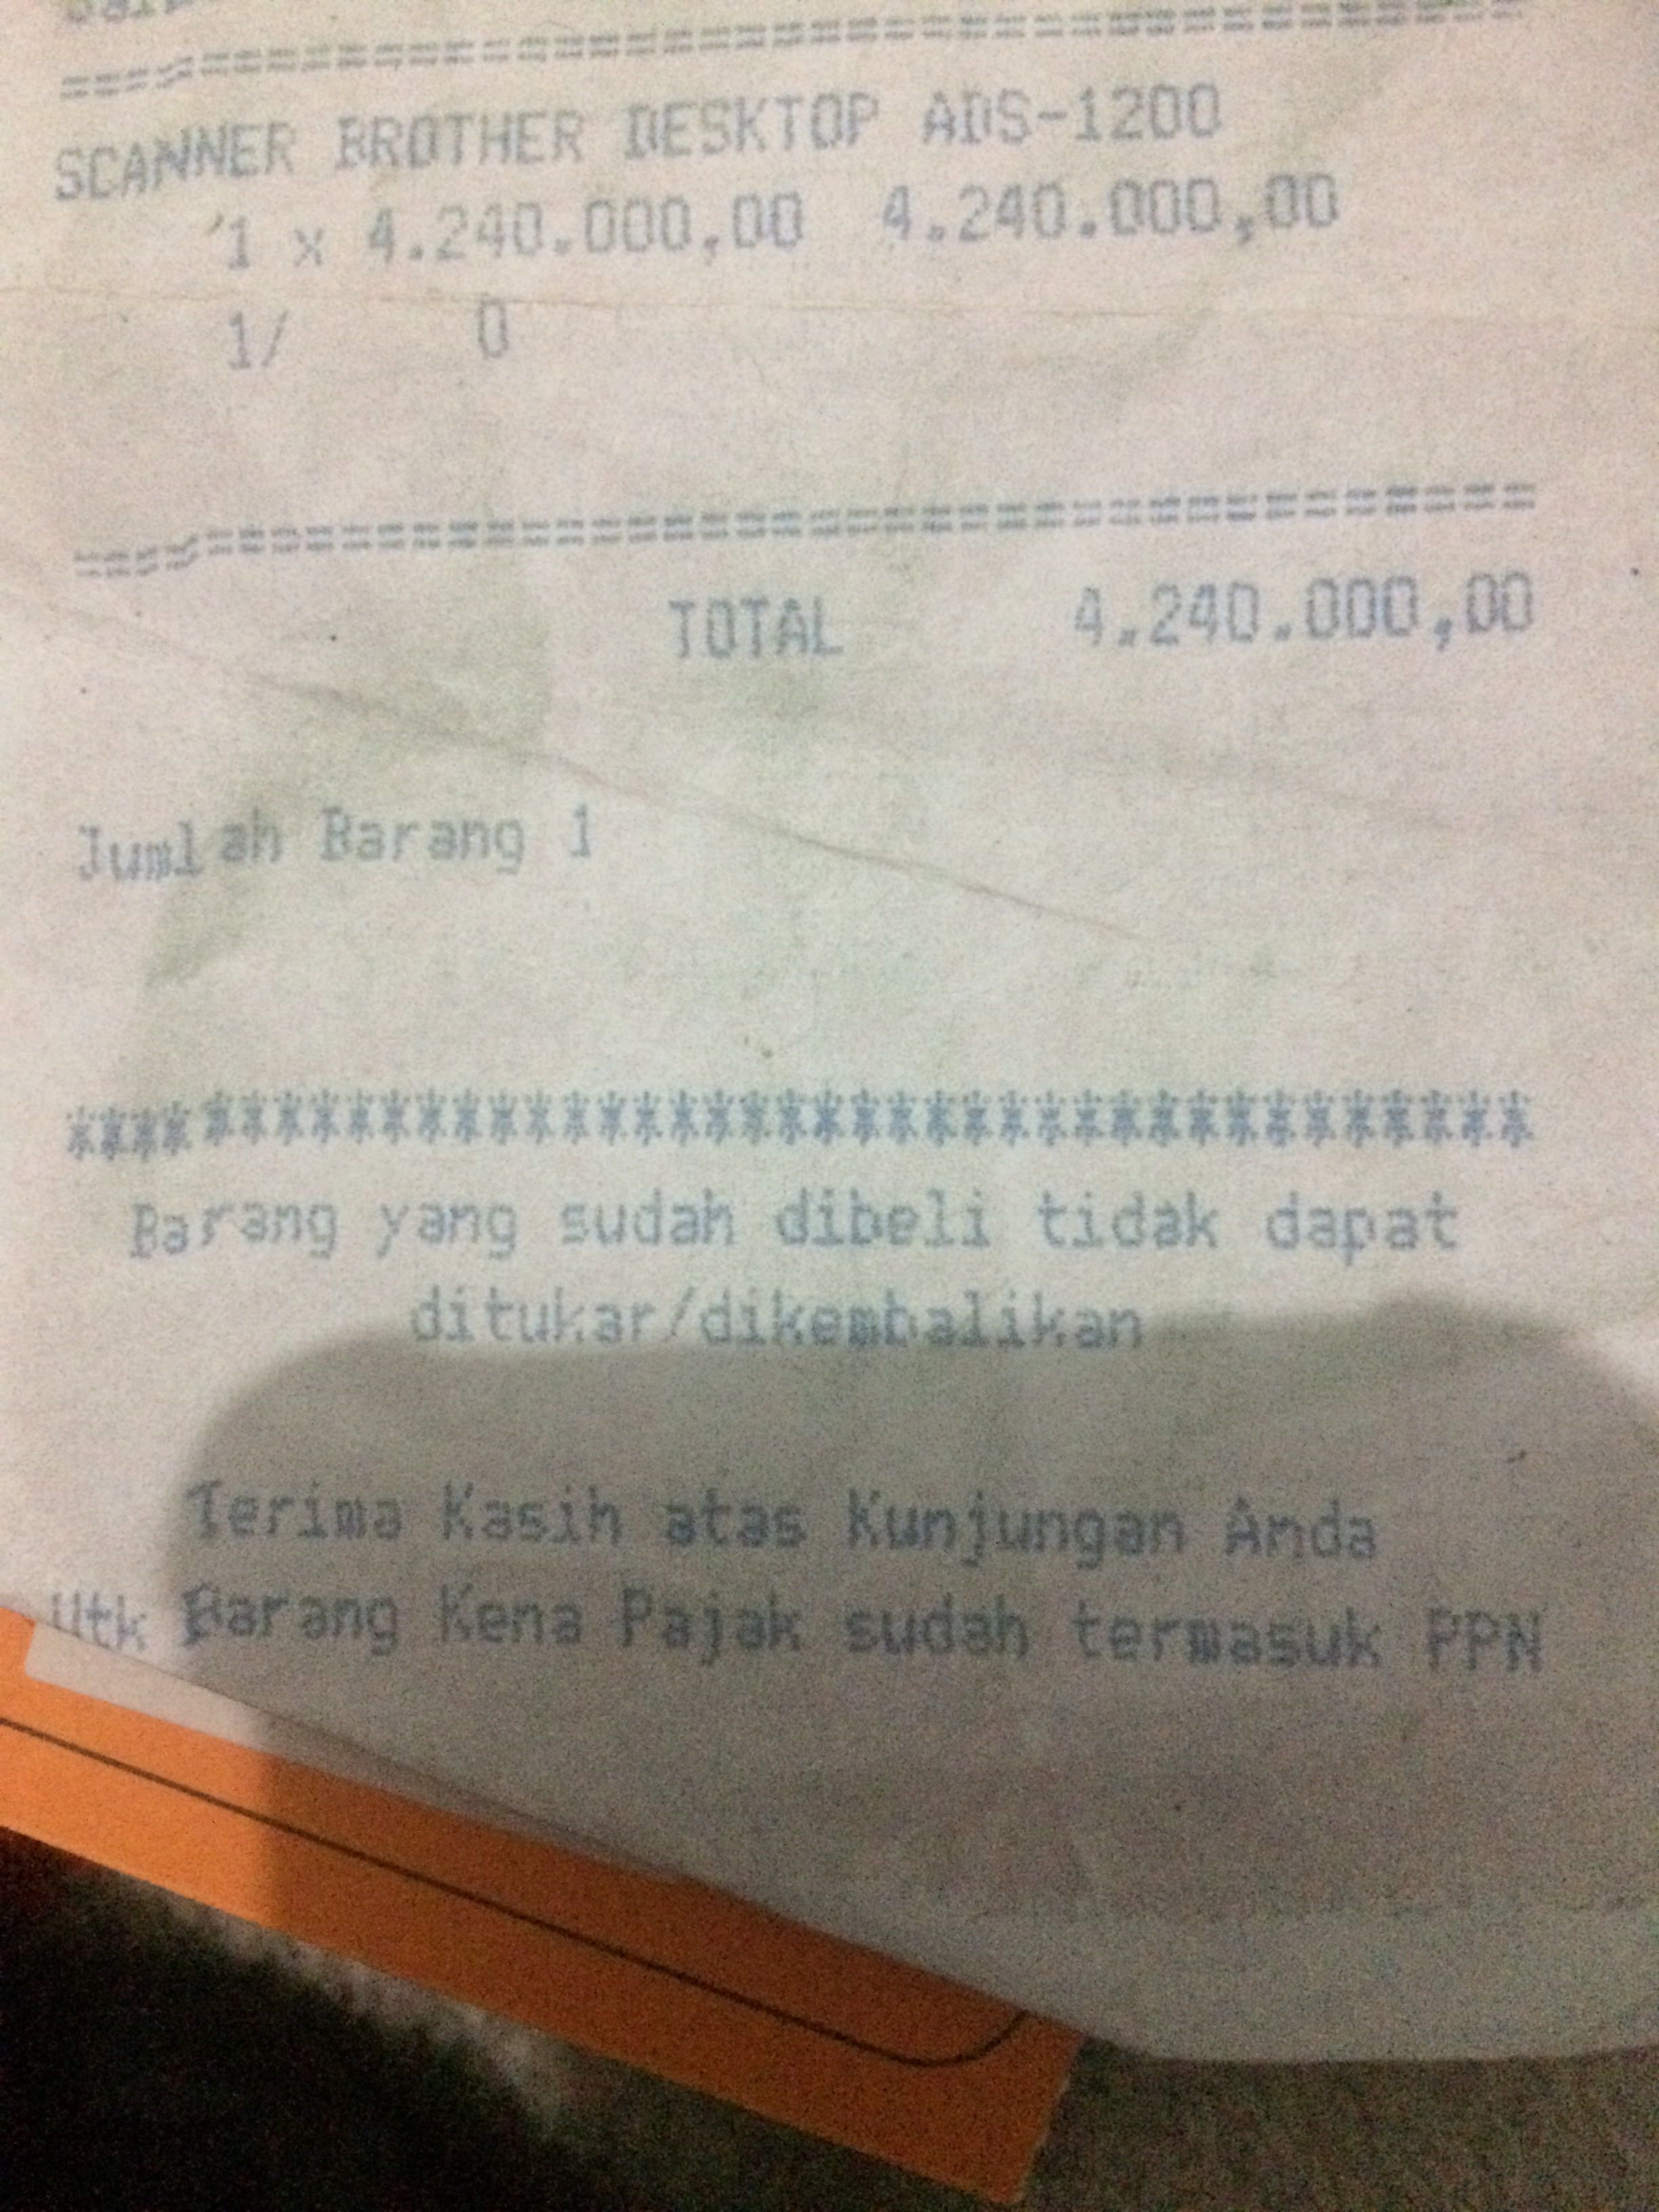 ====================================
SCANNER BROTHER DESKTOP ADS-1200
1 x 4.240.000,00 4.240.000,00
1/ 0
====================================
TOTAL 4.240.000,00
Jumlah Barang 1
****************************************
Barang yang sudah dibeli tidak dapat
ditukar/dikembalikan
Terima Kasih atas Kunjungan Anda
Utk Barang Kena Pajak sudah termasuk PPN